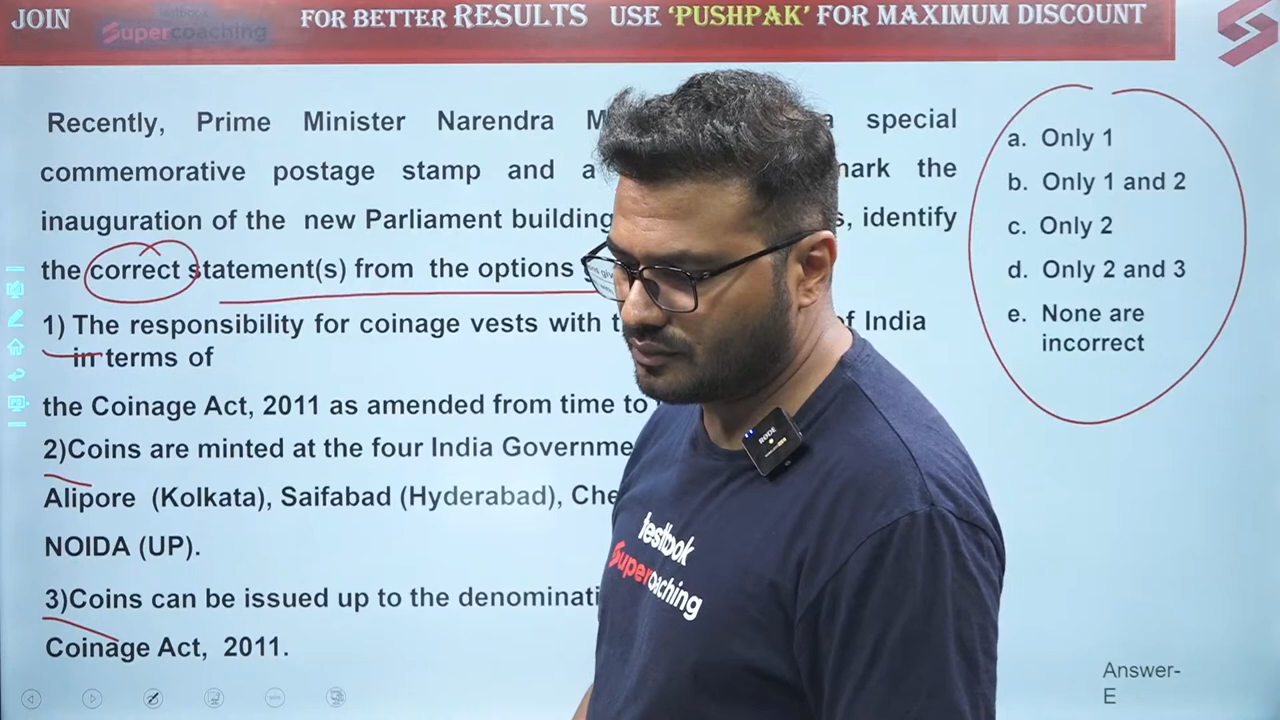 JOIN
testbook
Supercoaching
FOR BETTER RESULTS USE ‘PUSHPAK’ FOR MAXIMUM DISCOUNT
Recently, Prime Minister Narendra a special
commemorative postage stamp and a the
inauguration of the new Parliament building identify
the correct statement(s) from the options
1) The responsibility for coinage vests with of India
in terms of
the Coinage Act, 2011 as amended from time to
2)Coins are minted at the four India
Alipore (Kolkata), Saifabad (Hyderabad),
NOIDA (UP).
3)Coins can be issued up to the
Coinage Act, 2011.
a. Only 1
b. Only 1 and 2
c. Only 2
d. Only 2 and 3
e. None are
incorrect
RODE
testbook
Supercoaching
Answer-
E